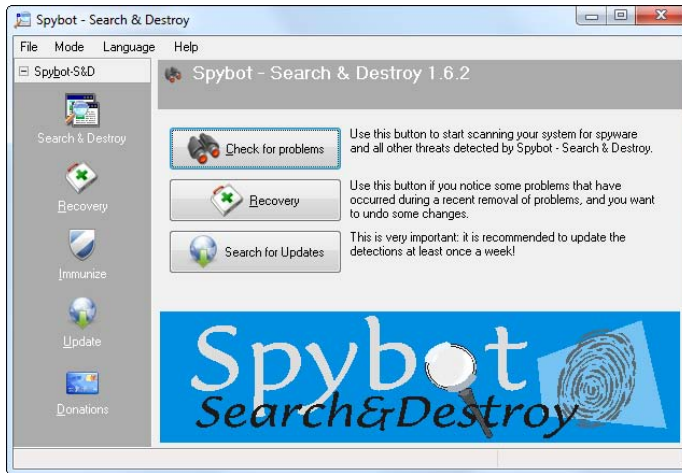 Spybot - Search & Destroy
File Mode Language Help
Spybot-S&D
Search & Destroy
Recovery
Immunize
Update
Donations
Spybot - Search & Destroy 1.6.2
Check for problems
Use this button to start scanning your system for spyware
and all other threats detected by Spybot - Search & Destroy.
Recovery
Use this button if you notice some problems that have
occurred during a recent removal of problems, and you want
to undo some changes.
Search for Updates
This is very important: it is recommended to update the
detections at least once a week!
Spybot
Search&Destroy